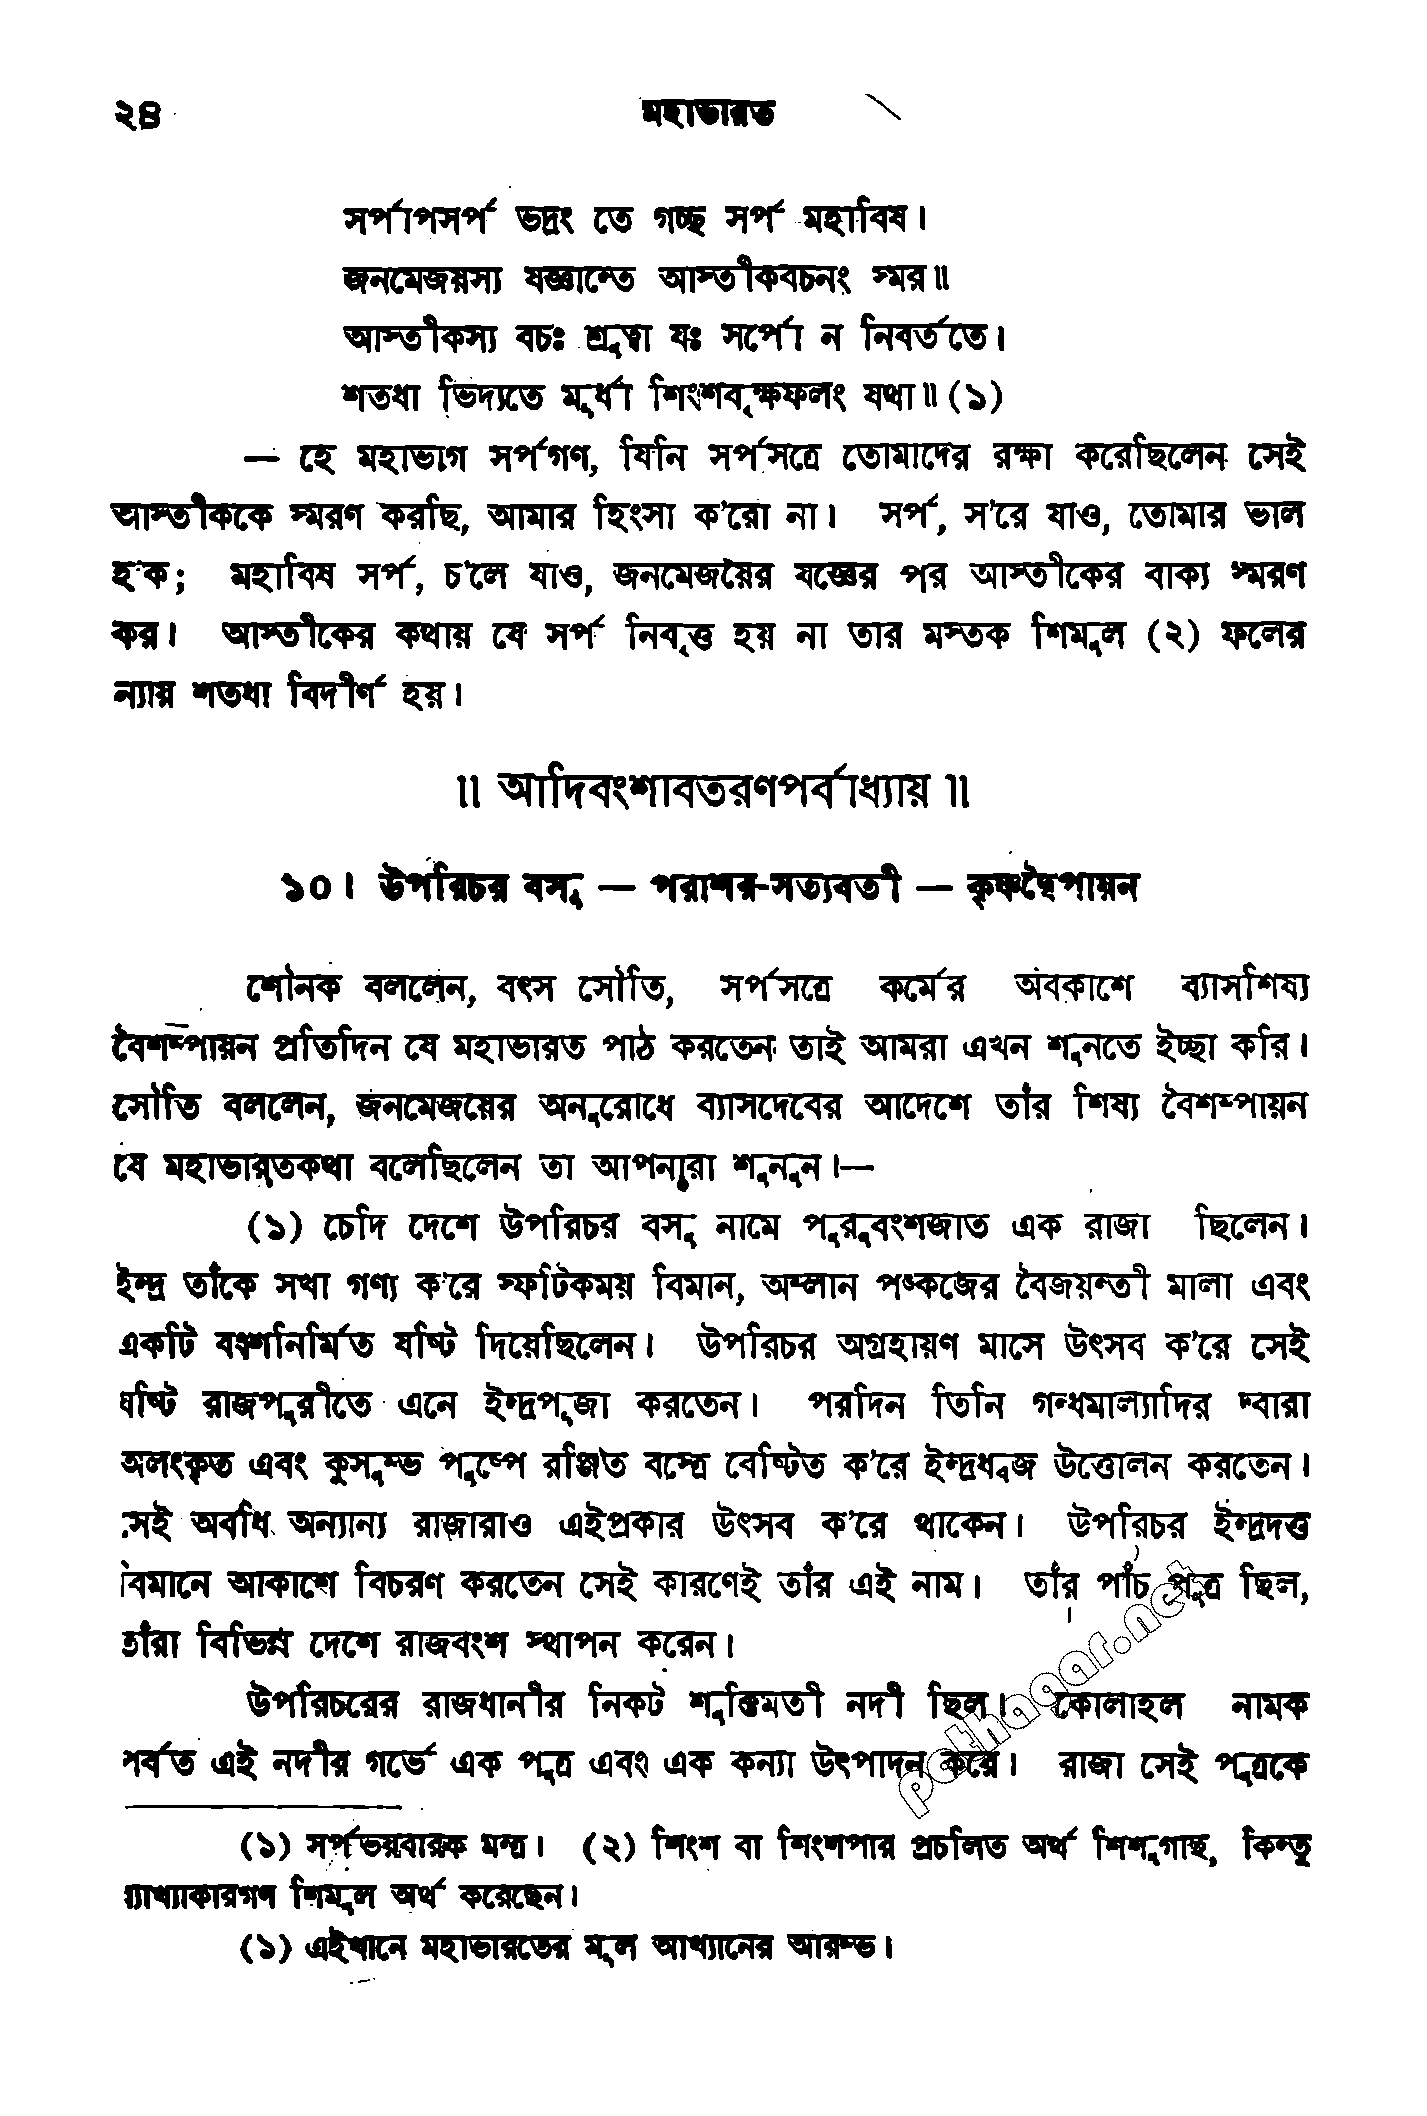 ২৪ মহাভারত
সর্পাপসর্প ভদ্রং তে গচ্ছ সর্প মহাবিষ।
জনমেজয়স্য যজ্ঞান্তে আস্তীকবচনং স্মর॥
আস্তীকস্য বচঃ শ্রুত্বা যঃ সর্পো ন নিবর্ততে।
শতধা ভিদ্যতে মূর্ধা শিংশবৃক্ষফলং যথা॥ (১)
— হে মহাভাগ সর্পগণ, যিনি সর্পসত্রে তোমাদের রক্ষা করেছিলেন সেই
আস্তীককে স্মরণ করছি, আমার হিংসা ক'রো না। সর্প, স'রে যাও, তোমার ভাল
হ'ক; মহাবিষ সর্প, চ'লে যাও, জনমেজয়ের যজ্ঞের পর আস্তীকের বাক্য স্মরণ
কর। আস্তীকের কথায় যে সর্প নিবৃত্ত হয় না তার মস্তক শিমুল (২) ফলের
ন্যায় শতধা বিদীর্ণ হয়।
॥ আদিবংশাবতরণপর্বাধ্যায় ॥
১০। উপরিচর বসু — পরাশর-সত্যবতী — কৃষ্ণদ্বৈপায়ন
শৌনক বললেন, বৎস সৌতি, সর্পসত্রে কর্মের অবকাশে ব্যাসশিষ্য
বৈশম্পায়ন প্রতিদিন যে মহাভারত পাঠ করতেন তাই আমরা এখন শুনতে ইচ্ছা করি।
সৌতি বললেন, জনমেজয়ের অনুরোধে ব্যাসদেবের আদেশে তাঁর শিষ্য বৈশম্পায়ন
যে মহাভারতকথা বলেছিলেন তা আপনারা শুনুন।—
(১) চেদি দেশে উপরিচর বসু নামে পুরুবংশজাত এক রাজা ছিলেন।
ইন্দ্র তাঁকে সখা গণ্য ক'রে স্ফটিকময় বিমান, অম্লান পঙ্কজের বৈজয়ন্তী মালা এবং
একটি বংশনির্মিত যষ্টি দিয়েছিলেন। উপরিচর অগ্রহায়ণ মাসে উৎসব ক'রে সেই
যষ্টি রাজপুরীতে এনে ইন্দ্রপূজা করতেন। পরদিন তিনি গন্ধমাল্যাদির দ্বারা
অলংকৃত এবং কুসুম্ভ পুষ্পে রঞ্জিত বস্ত্রে বেষ্টিত ক'রে ইন্দ্রধ্বজ উত্তোলন করতেন।
সেই অবধি অন্যান্য রাজারাও এইপ্রকার উৎসব ক'রে থাকেন। উপরিচর ইন্দ্রদত্ত
বিমানে আকাশে বিচরণ করতেন সেই কারণেই তাঁর এই নাম। তাঁর পাঁচ পুত্র ছিল,
তাঁরা বিভিন্ন দেশে রাজবংশ স্থাপন করেন।
উপরিচরের রাজধানীর নিকট শুক্তিমতী নদী ছিল। কোলাহল নামক
পর্বত এই নদীর গর্ভে এক পুত্র এবং এক কন্যা উৎপাদন করে। রাজা সেই পুত্রকে
(১) সর্পভয়বারক মন্ত্র। (২) শিংশ বা শিংশপার প্রচলিত অর্থ শিশুগাছ, কিন্তু
ব্যাখ্যাকারগণ শিমুল অর্থ করেছেন।
(১) এইখানে মহাভারতের মূল আখ্যানের আরম্ভ।
pathagar.net